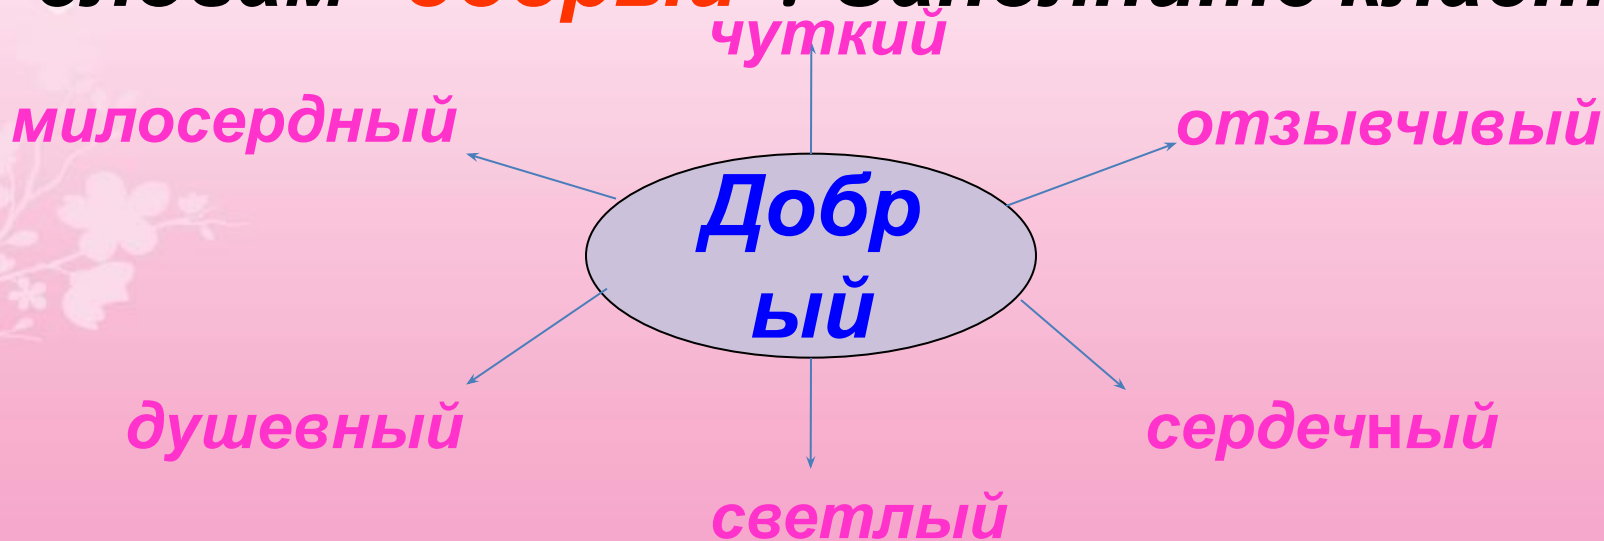 чуткий
милосердный
отзывчивый
Добр
ый
душевный
сердечный
светлый